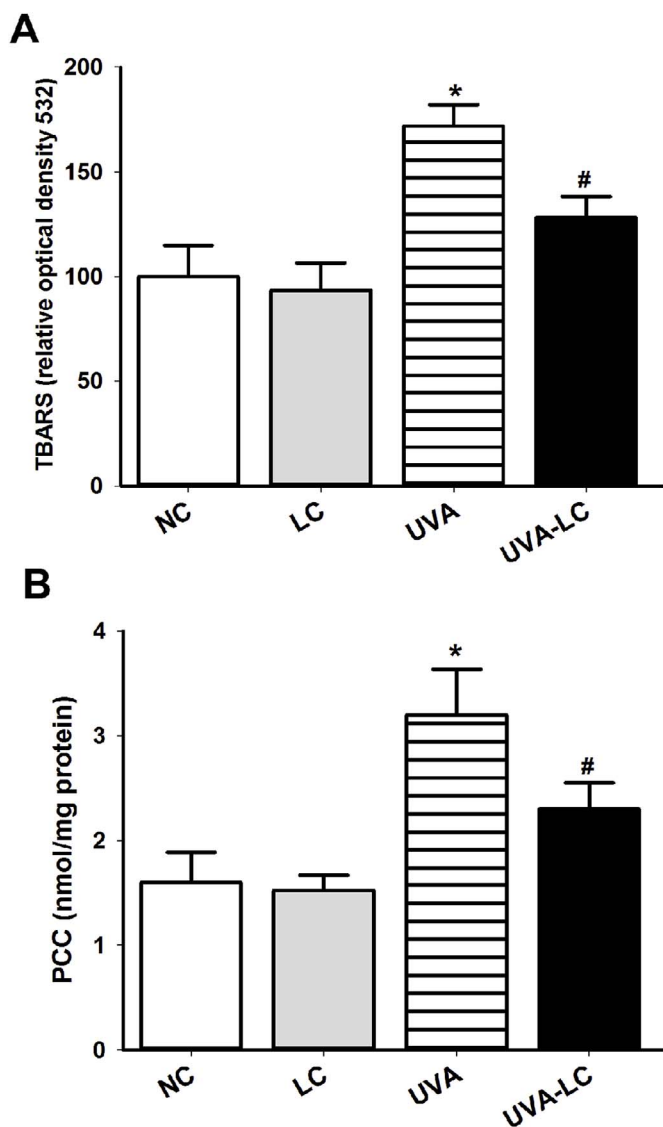 A
TBARS (relative optical density 532)
200
150
100
50
0
*
#
NC
LC
UVA
UVA-LC
B
PCC (nmol/mg protein)
4
3
2
1
0
*
#
NC
LC
UVA
UVA-LC